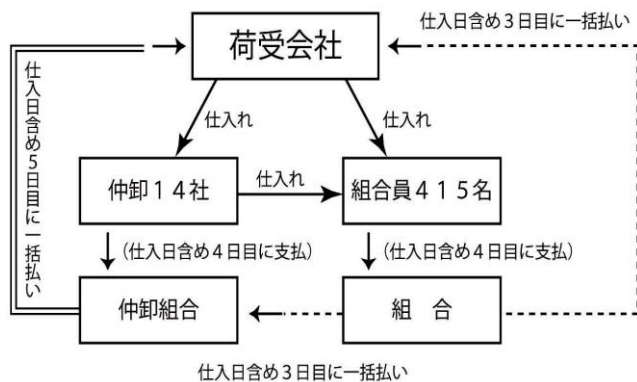 仕入日含め３日目に一括払い
荷受会社
仕入日含め５日目に一括払い
仕入れ
仕入れ
仲卸１４社
仕入れ
組合員４１５名
（仕入日含め４日目に支払）
（仕入日含め４日目に支払）
仲卸組合
組　合
仕入日含め３日目に一括払い